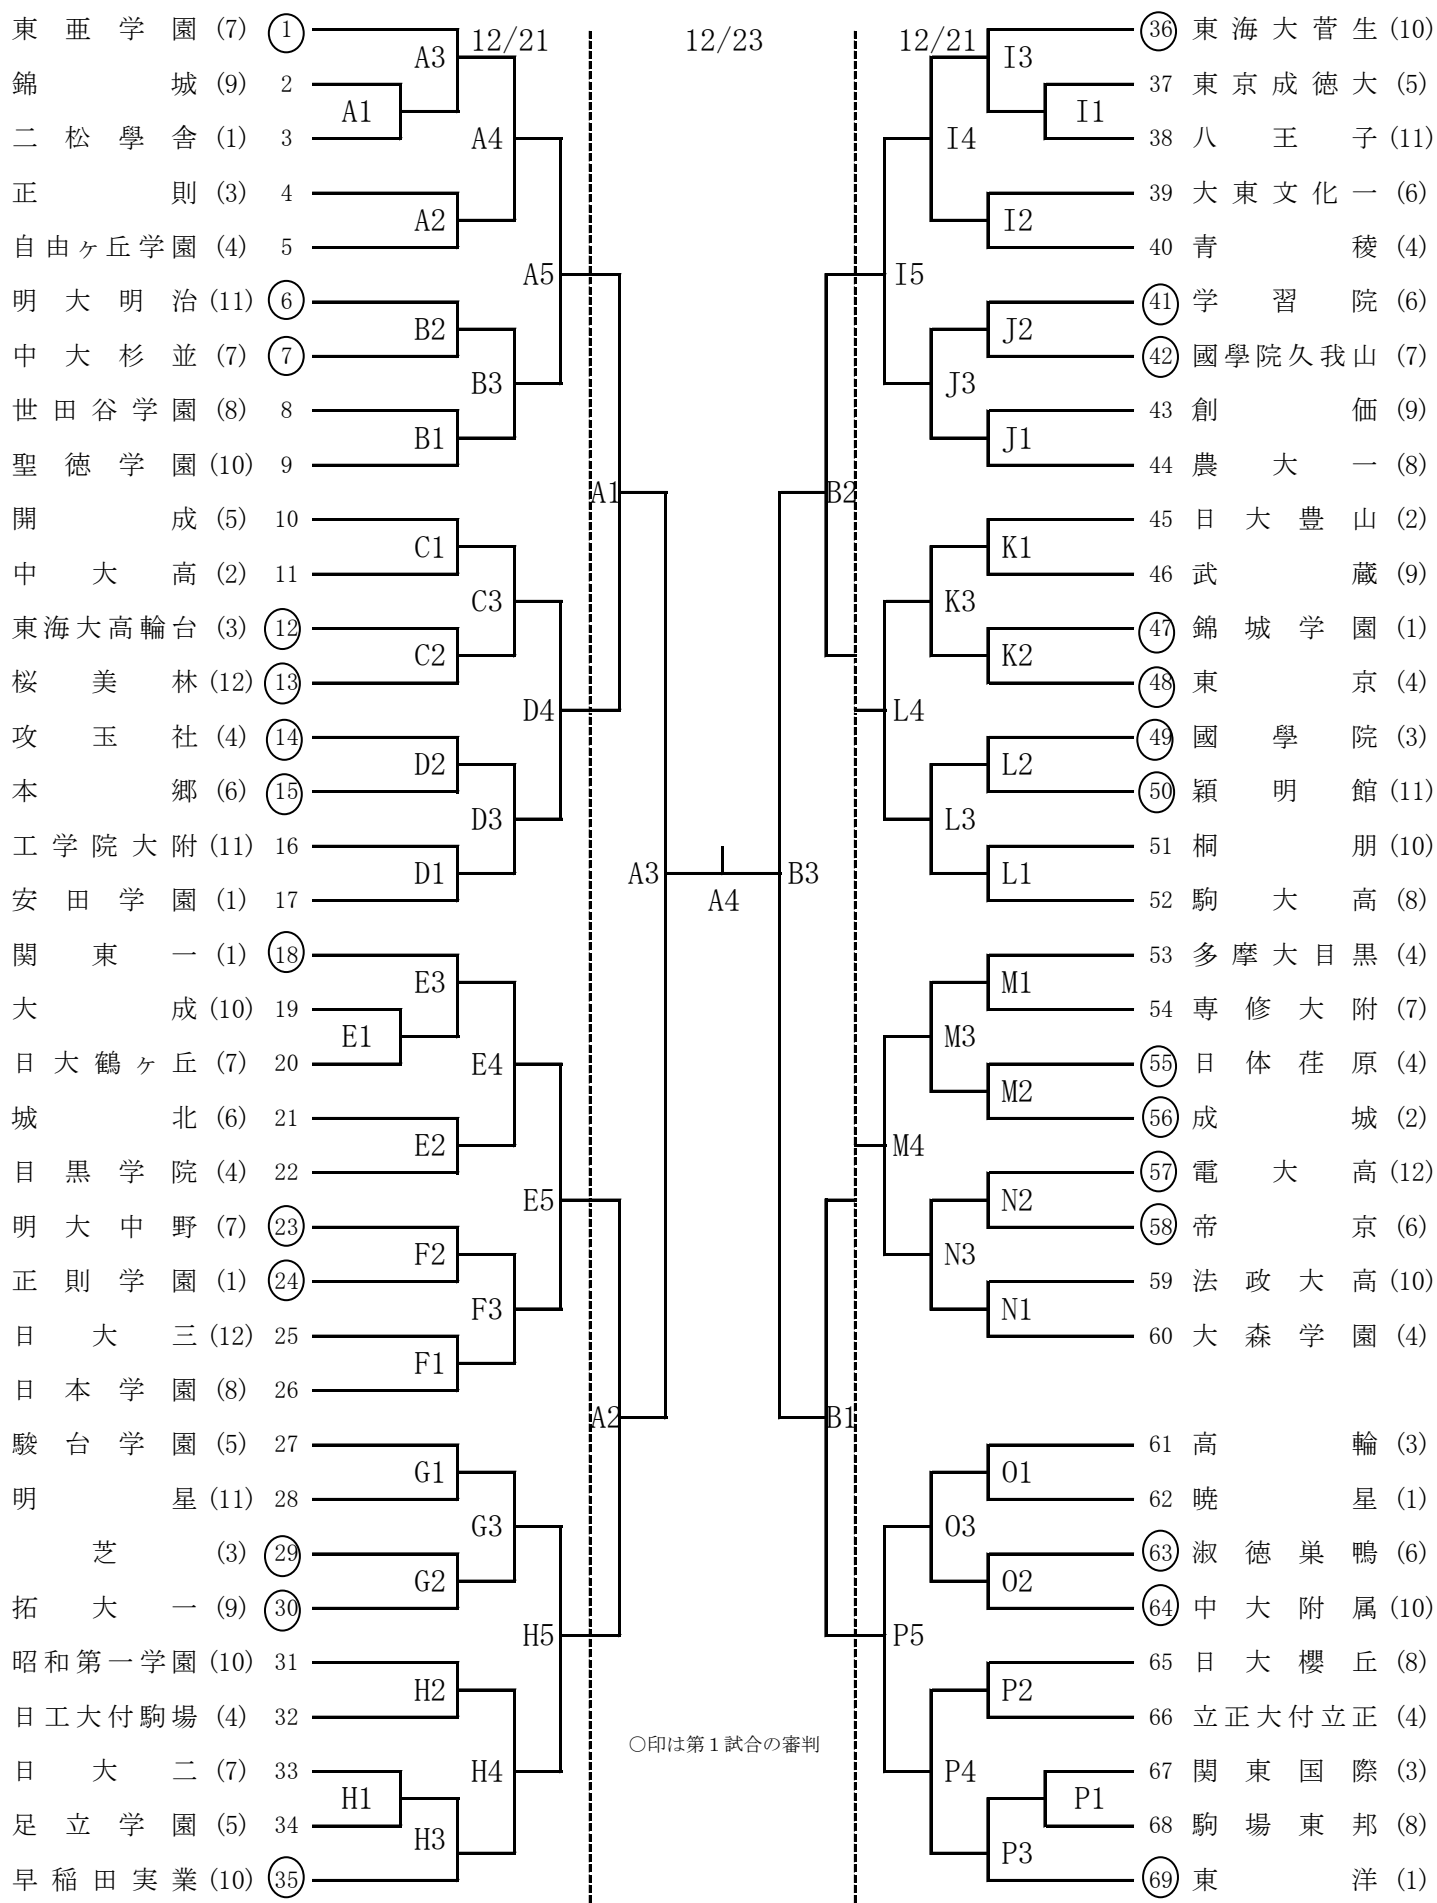 12/21
12/23
12/21
東亜学園 (7) 1
錦城 (9) 2
二松學舎 (1) 3
正則 (3) 4
自由ヶ丘学園 (4) 5
明大明治 (11) 6
中大杉並 (7) 7
世田谷学園 (8) 8
聖徳学園 (10) 9
開成 (5) 10
中大高 (2) 11
東海大高輪台 (3) 12
桜美林 (12) 13
攻玉社 (4) 14
本郷 (6) 15
工学院大附 (11) 16
安田学園 (1) 17
関東一 (1) 18
大成 (10) 19
日大鶴ヶ丘 (7) 20
城北 (6) 21
目黒学院 (4) 22
明大中野 (7) 23
正則学園 (1) 24
日大三 (12) 25
日本学園 (8) 26
駿台学園 (5) 27
明星 (11) 28
芝 (3) 29
拓大一 (9) 30
昭和第一学園 (10) 31
日工大付駒場 (4) 32
日大二 (7) 33
足立学園 (5) 34
早稲田実業 (10) 35
A3
A1
A4
A2
A5
B2
B3
B1
C1
C3
C2
D4
D2
D3
D1
E3
E1
E4
E2
E5
F2
F3
F1
G1
G3
G2
H5
H2
H4
H1
H3
A1
A2
A3
A4
B3
B2
B1
I3
I1
I4
I2
I5
J2
J3
J1
K1
K3
K2
L4
L2
L3
L1
M1
M3
M2
M4
N2
N3
N1
O1
O3
O2
P5
P2
P4
P1
P3
36 東海大菅生 (10)
37 東京成徳大 (5)
38 八王子 (11)
39 大東文化一 (6)
40 青稜 (4)
41 学習院 (6)
42 國學院久我山 (7)
43 創価 (9)
44 農大一 (8)
45 日大豊山 (2)
46 武蔵 (9)
47 錦城学園 (1)
48 東京 (4)
49 國學院 (3)
50 穎明館 (11)
51 桐朋 (10)
52 駒大高 (8)
53 多摩大目黒 (4)
54 専修大附 (7)
55 日体荏原 (4)
56 成城 (2)
57 電大高 (12)
58 帝京 (6)
59 法政大高 (10)
60 大森学園 (4)
61 高輪 (3)
62 暁星 (1)
63 淑徳巣鴨 (6)
64 中大附属 (10)
65 日大櫻丘 (8)
66 立正大付立正 (4)
67 関東国際 (3)
68 駒場東邦 (8)
69 東洋 (1)
○印は第１試合の審判